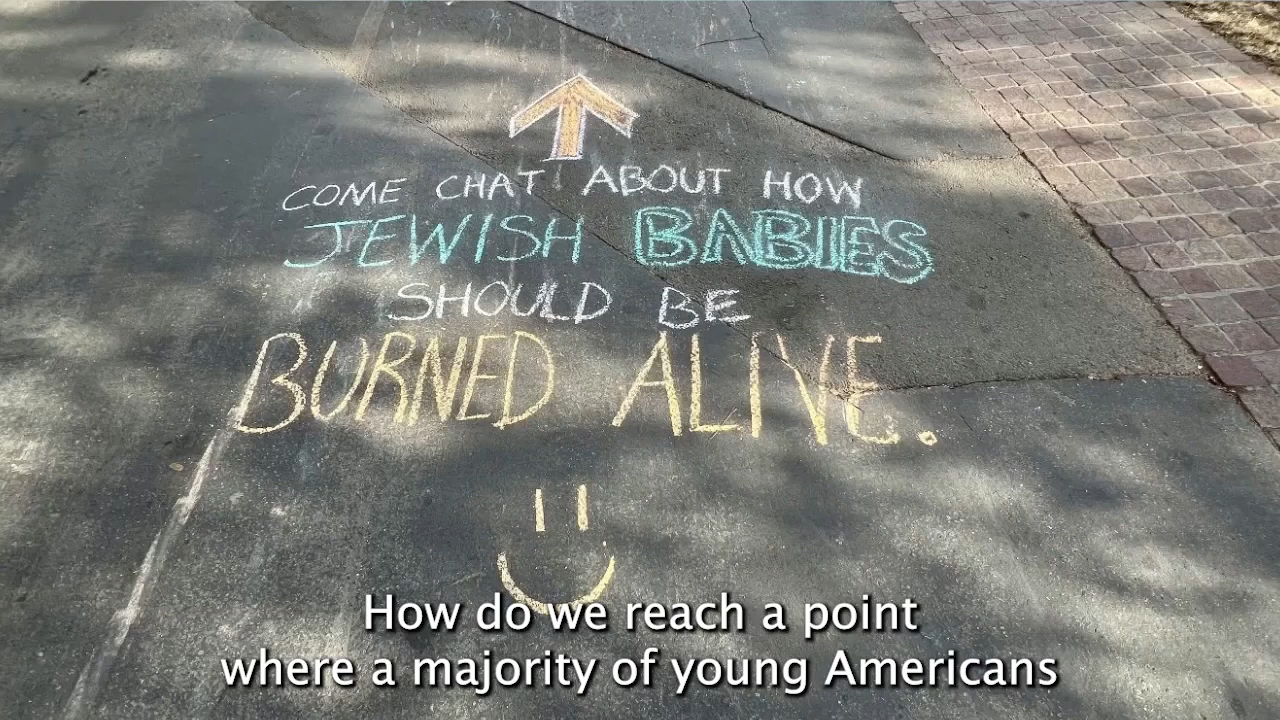 COME CHAT ABOUT HOW
JEWISH BABIES
SHOULD BE
BURNED ALIVE.
How do we reach a point
where a majority of young Americans